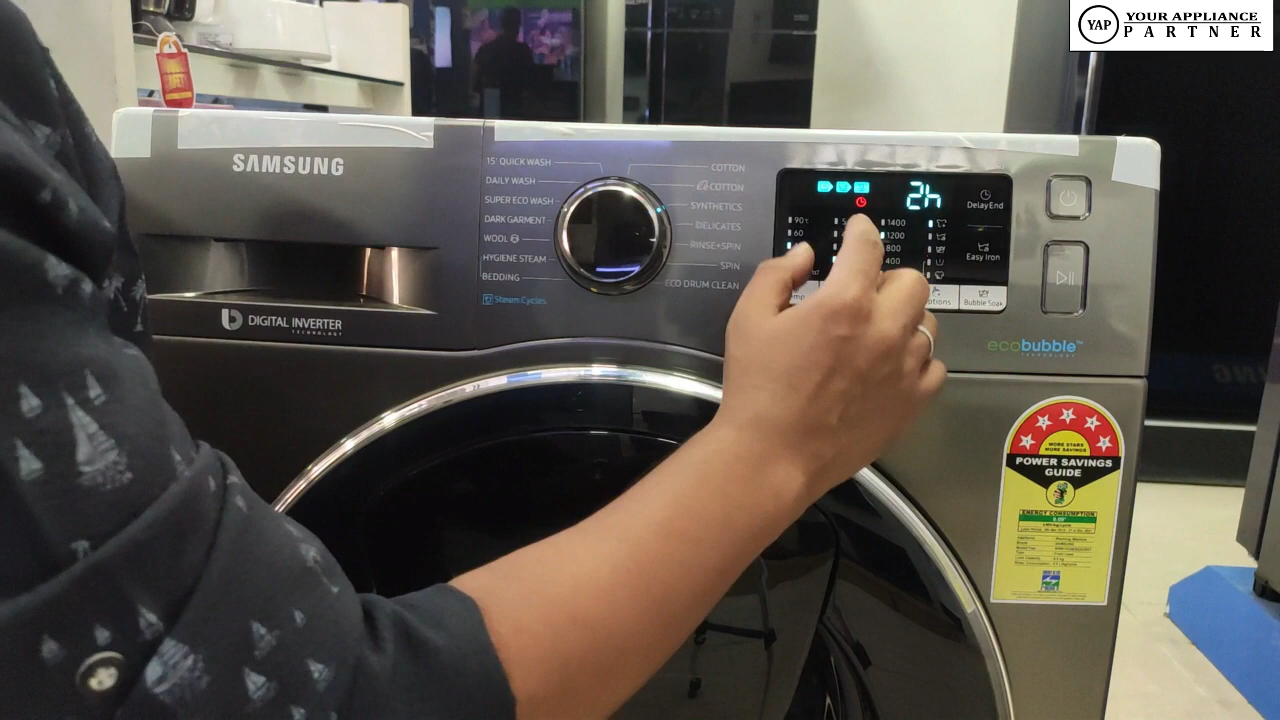 YAP
YOUR APPLIANCE
PARTNER
SAMSUNG
15' QUICK WASH
DAILY WASH
SUPER ECO WASH
DARK GARMENT
WOOL
HYGIENE STEAM
BEDDING
Steam Cycles
COTTON
COTTON
SYNTHETICS
DELICATES
RINSE+SPIN
SPIN
ECO DRUM CLEAN
DIGITAL INVERTER
TECHNOLOGY
2h
90
60
1400
1200
800
400
Delay End
Easy Iron
Bubble Soak
ecobubble™
TECHNOLOGY
MORE STARS
MORE SAVINGS
POWER SAVINGS
GUIDE
ENERGY CONSUMPTION